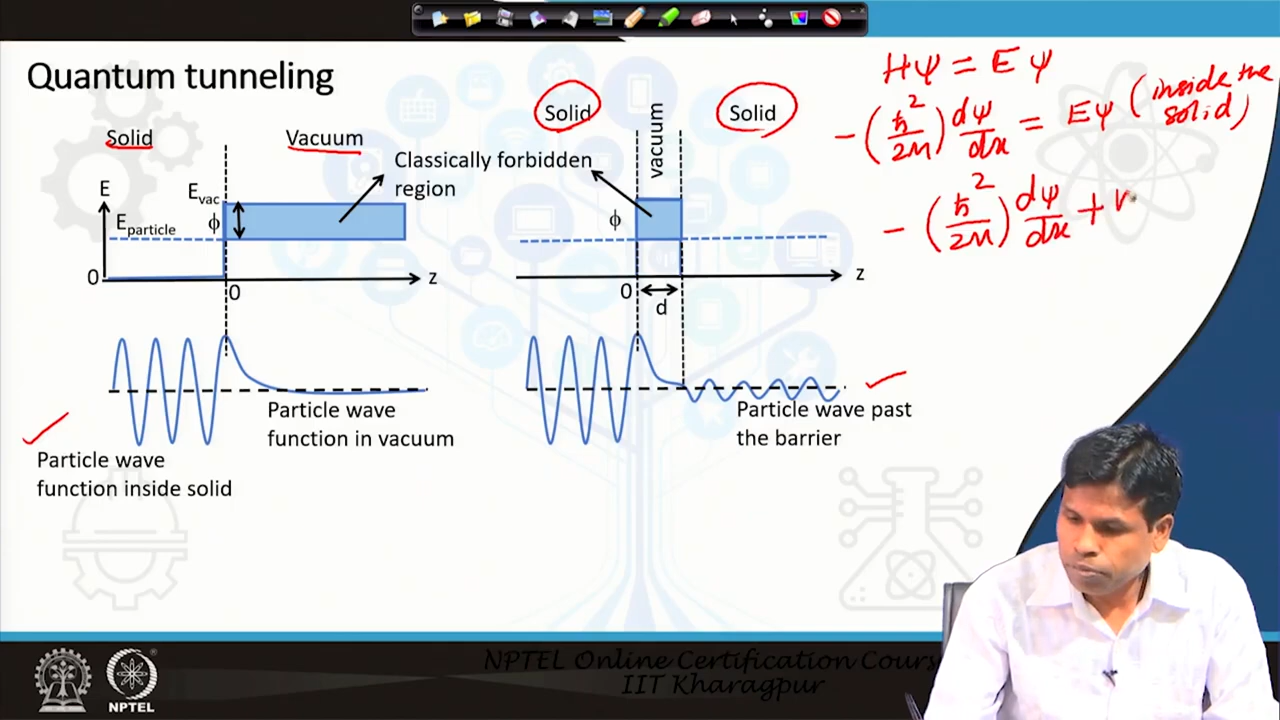 Quantum tunneling
Solid
Vacuum
Classically forbidden
region
E
E_vac
E_particle
ϕ
0
z
0
Particle wave
function in vacuum
Particle wave
function inside solid
Solid
vacuum
Solid
ϕ
0
d
z
Particle wave past
the barrier
Hψ = Eψ
-(ħ²/2m) dψ/dx = Eψ (inside the
solid)
-(ħ²/2m) dψ/dx + V
NPTEL Online Certification Cours
IIT Kharagpur
NPTEL